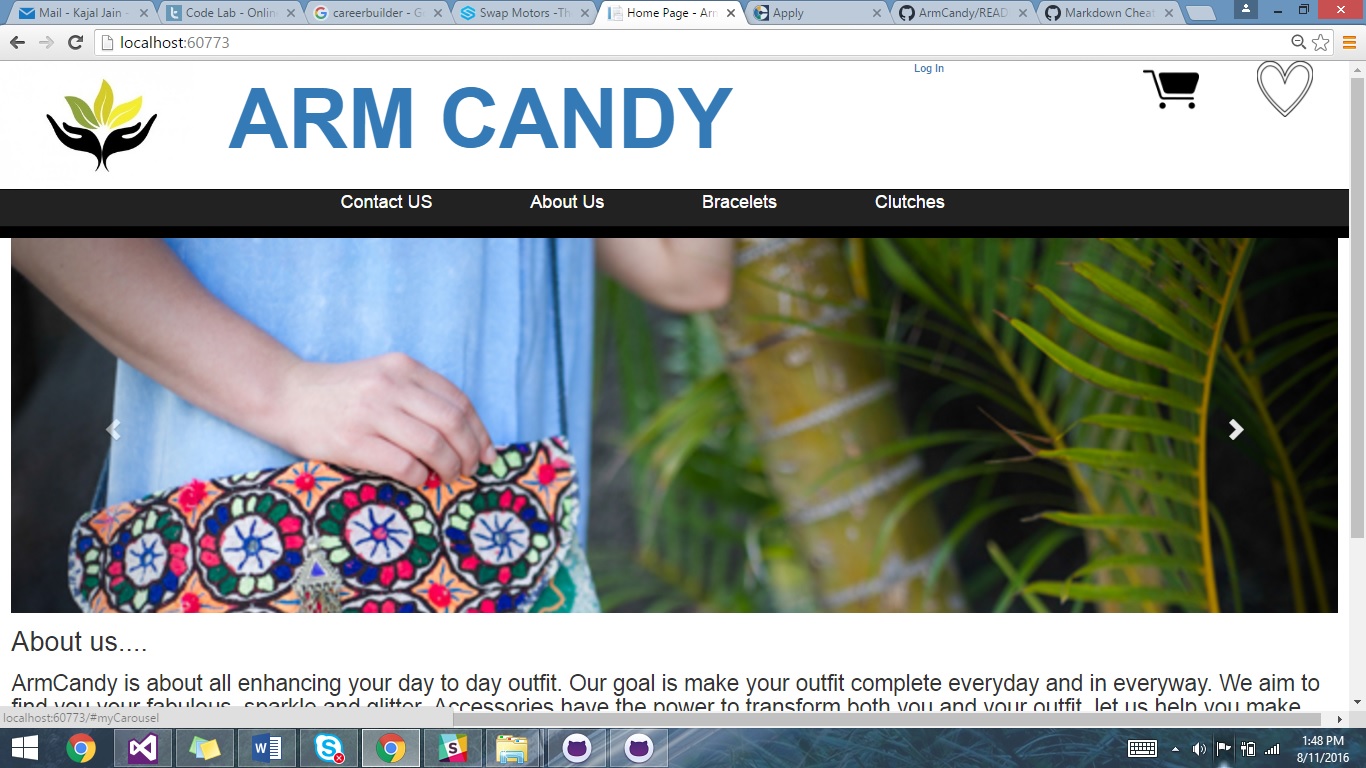 Mail - Kajal Jain -
Code Lab - Onlin
careerbuilder - G
Swap Motors -Th
Home Page - Arm
Apply
ArmCandy/READ
Markdown Cheat
localhost:60773
Log In
ARM CANDY
Contact US
About Us
Bracelets
Clutches
About us....
ArmCandy is about all enhancing your day to day outfit. Our goal is make your outfit complete everyday and in everyway. We aim to
find you your fabulous, sparkle and glitter. Accessories have the power to transform both you and your outfit, let us help you make
localhost:60773/#myCarousel
1:48 PM
8/11/2016